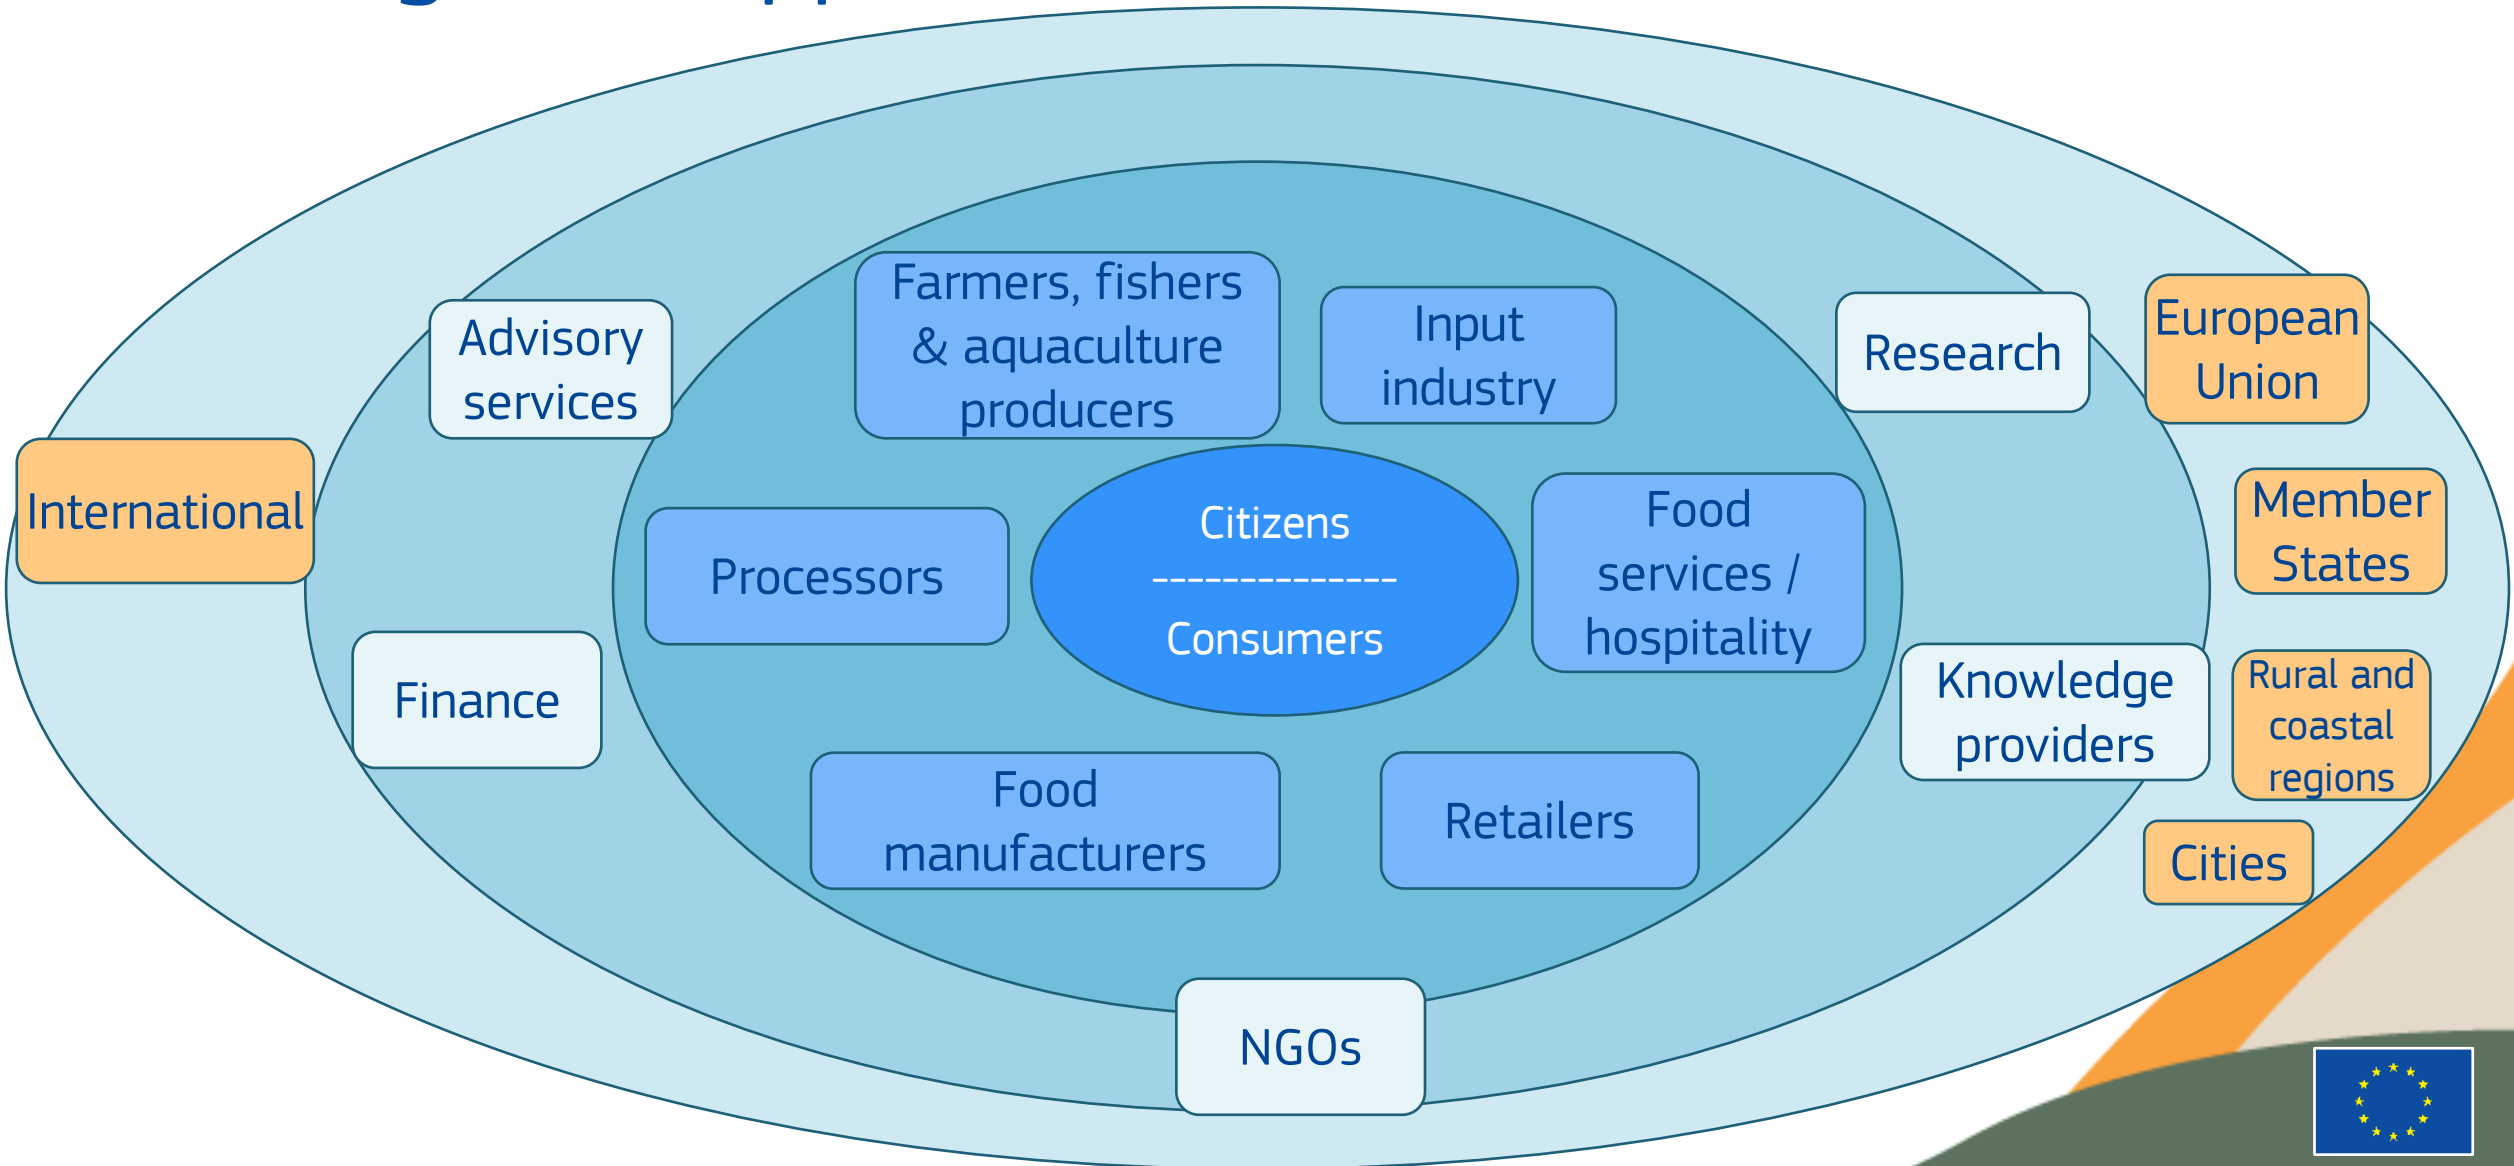 Farmers, fishers
& aquaculture
producers
Input
industry
Advisory
services
Research
European
Union
International
Member
States
Citizens
--------------
Consumers
Processors
Food
services /
hospitality
Finance
Knowledge
providers
Rural and
coastal
regions
Food
manufacturers
Retailers
Cities
NGOs